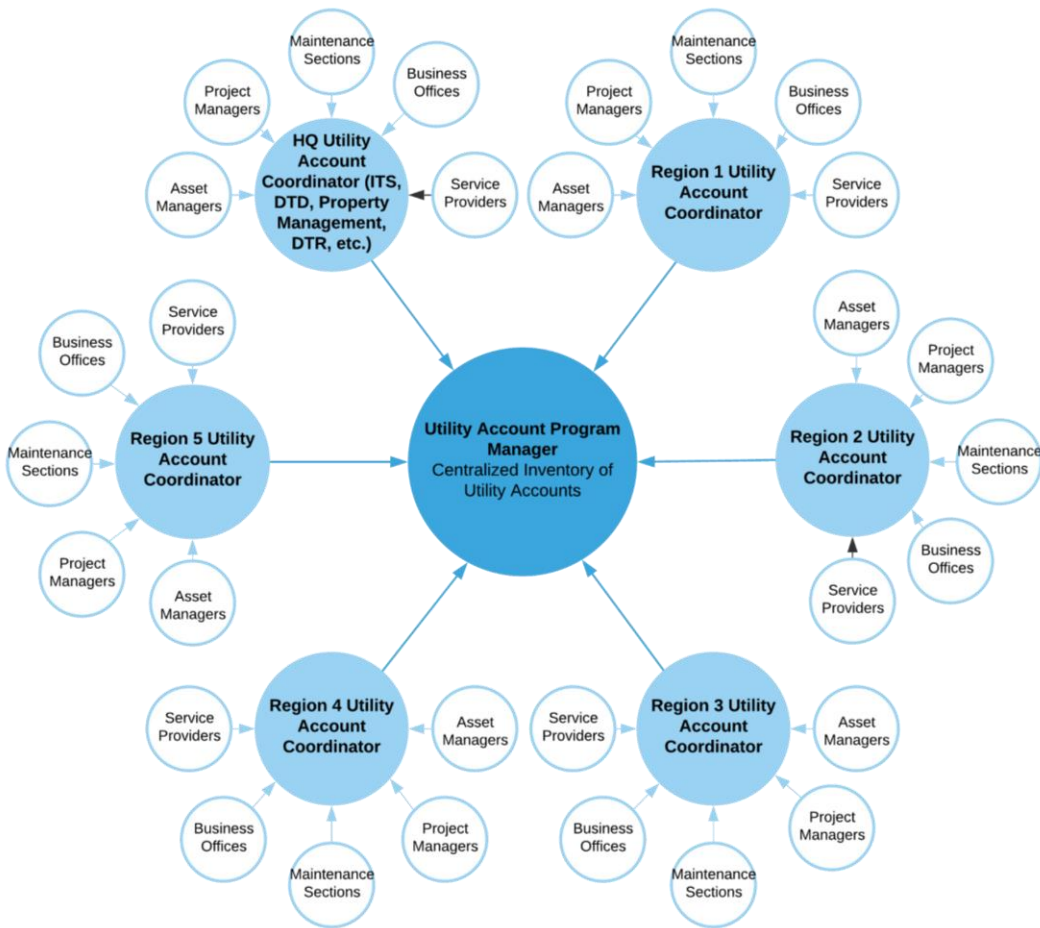 Maintenance
Sections
Project
Managers
Business
Offices
Asset
Managers
HQ Utility
Account
Coordinator (ITS,
DTD, Property
Management,
DTR, etc.)
Service
Providers
Maintenance
Sections
Project
Managers
Business
Offices
Asset
Managers
Region 1 Utility
Account
Coordinator
Service
Providers
Service
Providers
Business
Offices
Maintenance
Sections
Region 5 Utility
Account
Coordinator
Project
Managers
Asset
Managers
Utility Account Program
Manager
Centralized Inventory of
Utility Accounts
Asset
Managers
Project
Managers
Region 2 Utility
Account
Coordinator
Maintenance
Sections
Business
Offices
Service
Providers
Service
Providers
Region 4 Utility
Account
Coordinator
Asset
Managers
Business
Offices
Maintenance
Sections
Project
Managers
Service
Providers
Region 3 Utility
Account
Coordinator
Asset
Managers
Business
Offices
Maintenance
Sections
Project
Managers